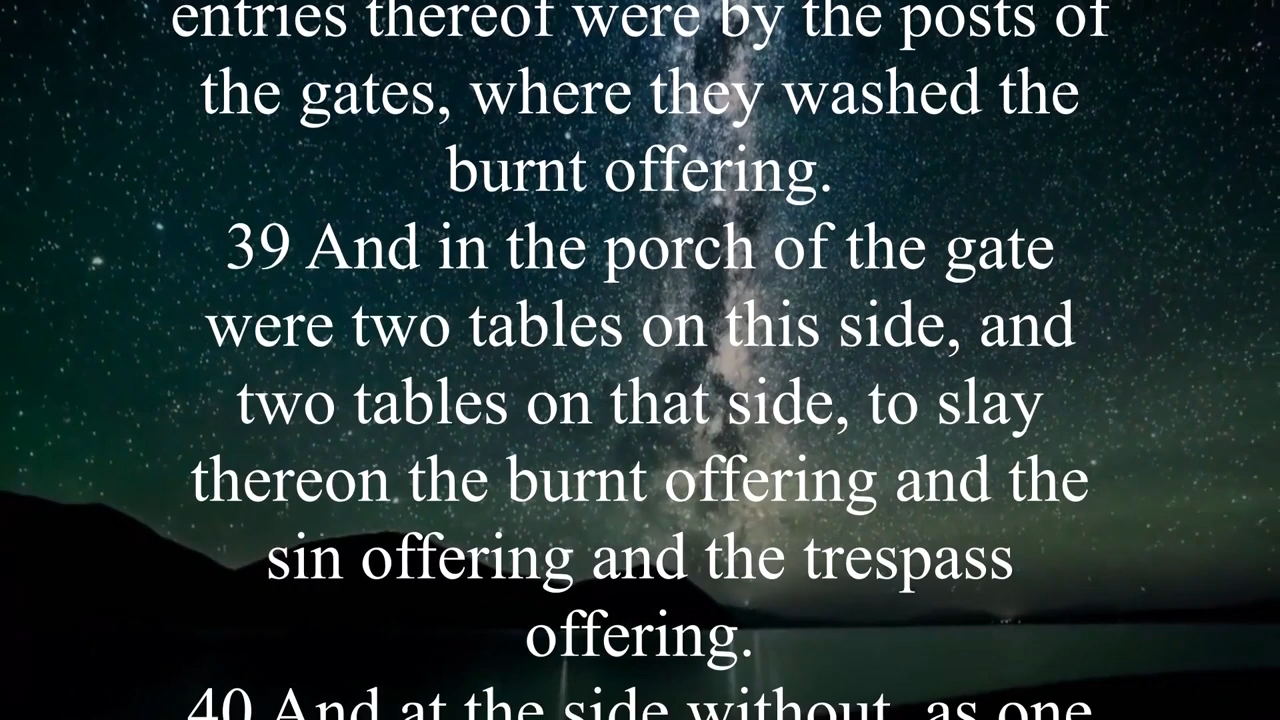 entries thereof were by the posts of
the gates, where they washed the
burnt offering.
39 And in the porch of the gate
were two tables on this side, and
two tables on that side, to slay
thereon the burnt offering and the
sin offering and the trespass
offering.
40 And at the side without, as one